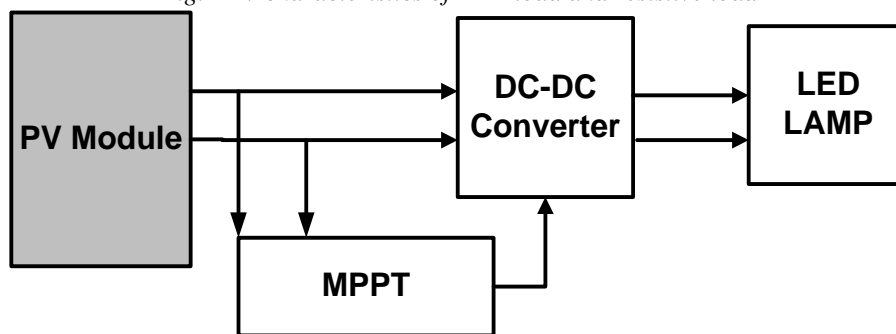 PV Module
DC-DC
Converter
LED
LAMP
MPPT